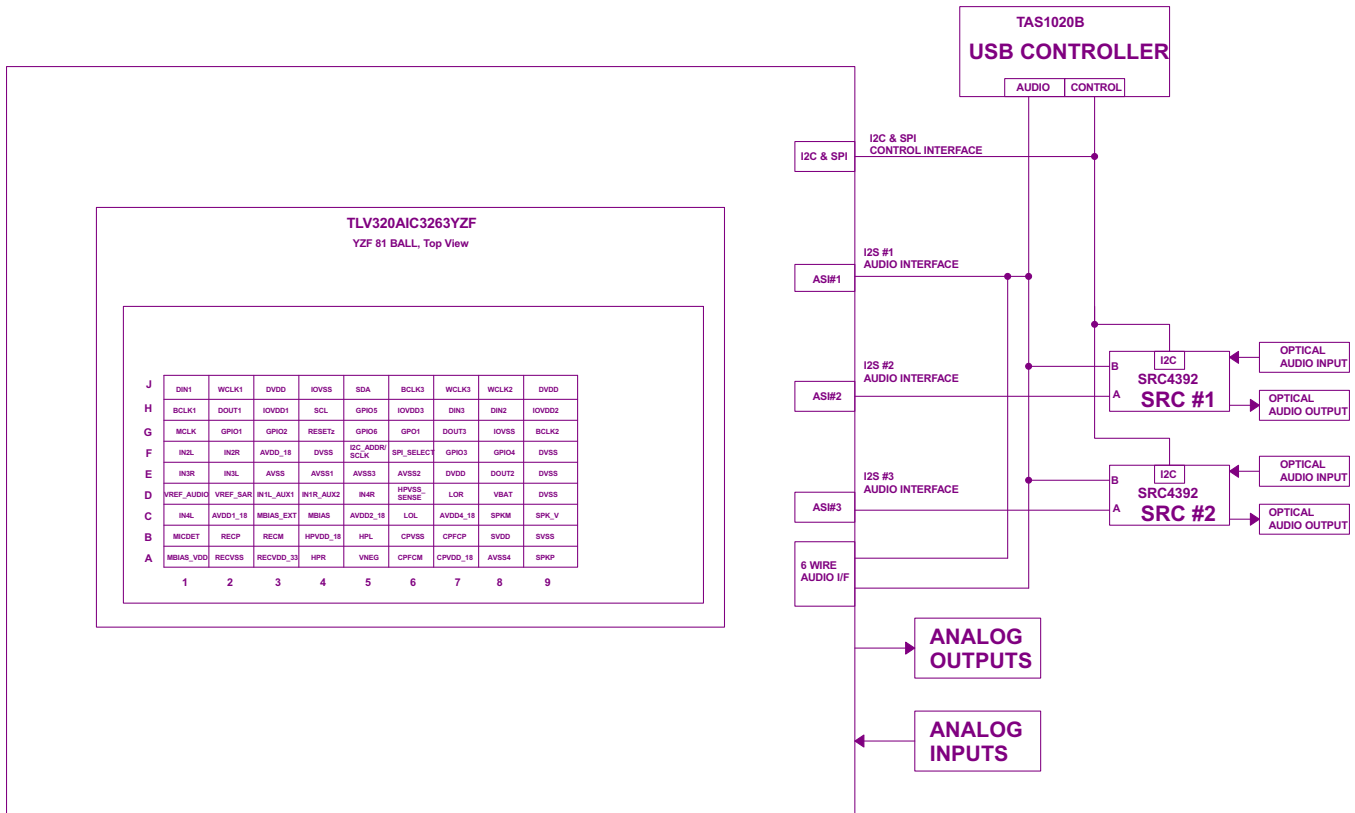 TAS1020B
USB CONTROLLER
AUDIO CONTROL
I2C & SPI
I2C & SPI
CONTROL INTERFACE
TLV320AIC3263YZF
YZF 81 BALL, Top View
I2S #1
AUDIO INTERFACE
ASI#1
I2S #2
AUDIO INTERFACE
ASI#2
I2S #3
AUDIO INTERFACE
ASI#3
6 WIRE
AUDIO I/F
J DIN1 WCLK1 DVDD IOVSS SDA BCLK3 WCLK3 WCLK2 DVDD
H BCLK1 DOUT1 IOVDD1 SCL GPIO5 IOVDD3 DIN3 DIN2 IOVDD2
G MCLK GPIO1 GPIO2 RESETz GPIO6 GPO1 DOUT3 IOVSS BCLK2
F IN2L IN2R AVDD_18 DVSS I2C_ADDR/ SCLK SPI_SELECT GPIO3 GPIO4 DVSS
E IN3R IN3L AVSS AVSS1 AVSS3 AVSS2 DVDD DOUT2 DVSS
D VREF_AUDIO VREF_SAR IN1L_AUX1 IN1R_AUX2 IN4R HPVSS_ SENSE LOR VBAT DVSS
C IN4L AVDD1_18 MBIAS_EXT MBIAS AVDD2_18 LOL AVDD4_18 SPKM SPK_V
B MICDET RECP RECM HPVDD_18 HPL CPVSS CPFCP SVDD SVSS
A MBIAS_VDD RECVSS RECVDD_33 HPR VNEG CPFCM CPVDD_18 AVSS4 SPKP
1 2 3 4 5 6 7 8 9
B
A
I2C
SRC4392
SRC #1
OPTICAL
AUDIO INPUT
OPTICAL
AUDIO OUTPUT
B
A
I2C
SRC4392
SRC #2
OPTICAL
AUDIO INPUT
OPTICAL
AUDIO OUTPUT
ANALOG
OUTPUTS
ANALOG
INPUTS